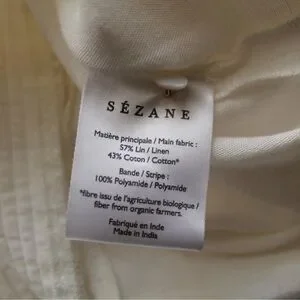 SÉZANE
Matière principale / Main fabric :
57% Lin / Linen
43% Coton / Cotton*
Bande / Stripe :
100% Polyamide / Polyamide
*fibre issu de l'agriculture biologique /
fiber from organic farmers.
Fabriqué en Inde
Made in India